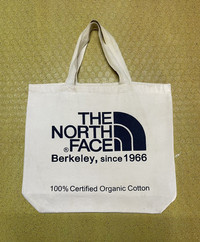 THE
NORTH
FACE
®
Berkeley, since 1966
100% Certified Organic Cotton